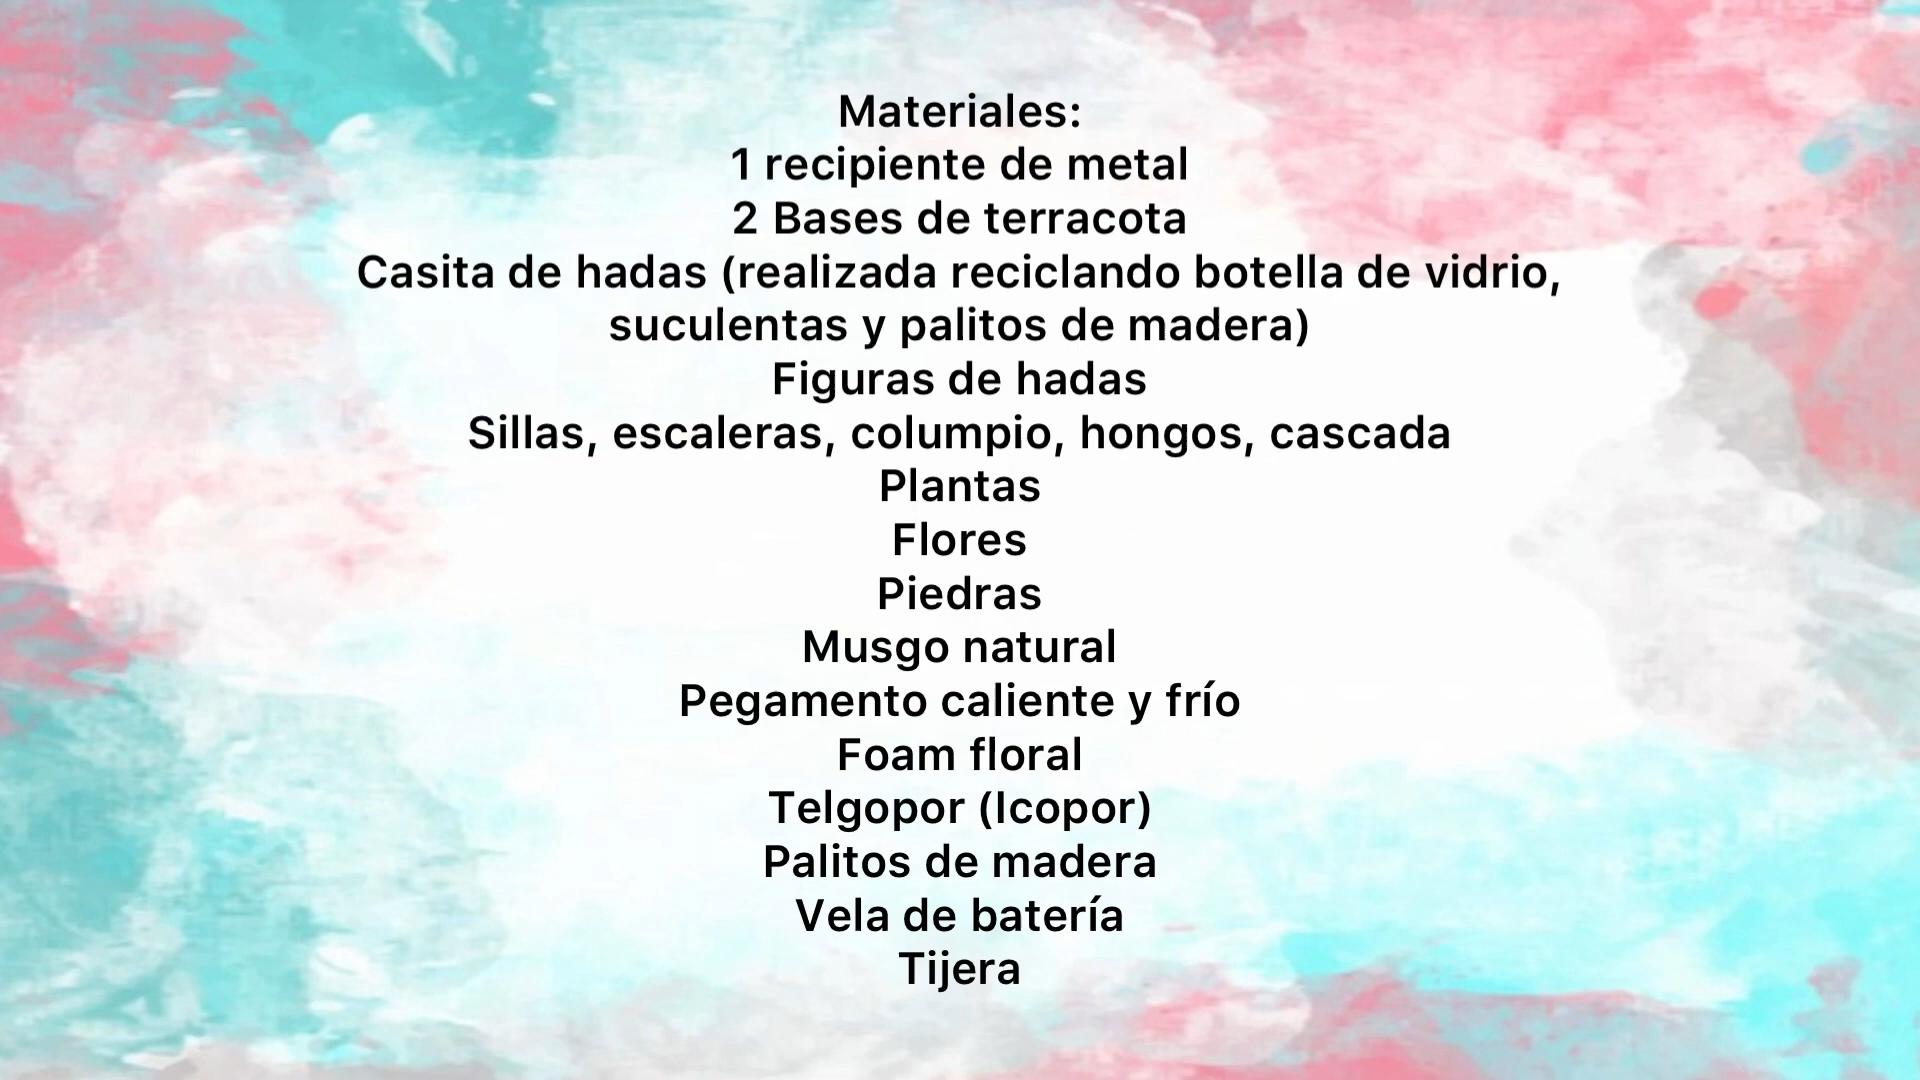 Materiales:
1 recipiente de metal
2 Bases de terracota
Casita de hadas (realizada reciclando botella de vidrio,
suculentas y palitos de madera)
Figuras de hadas
Sillas, escaleras, columpio, hongos, cascada
Plantas
Flores
Piedras
Musgo natural
Pegamento caliente y frío
Foam floral
Telgopor (Icopor)
Palitos de madera
Vela de batería
Tijera